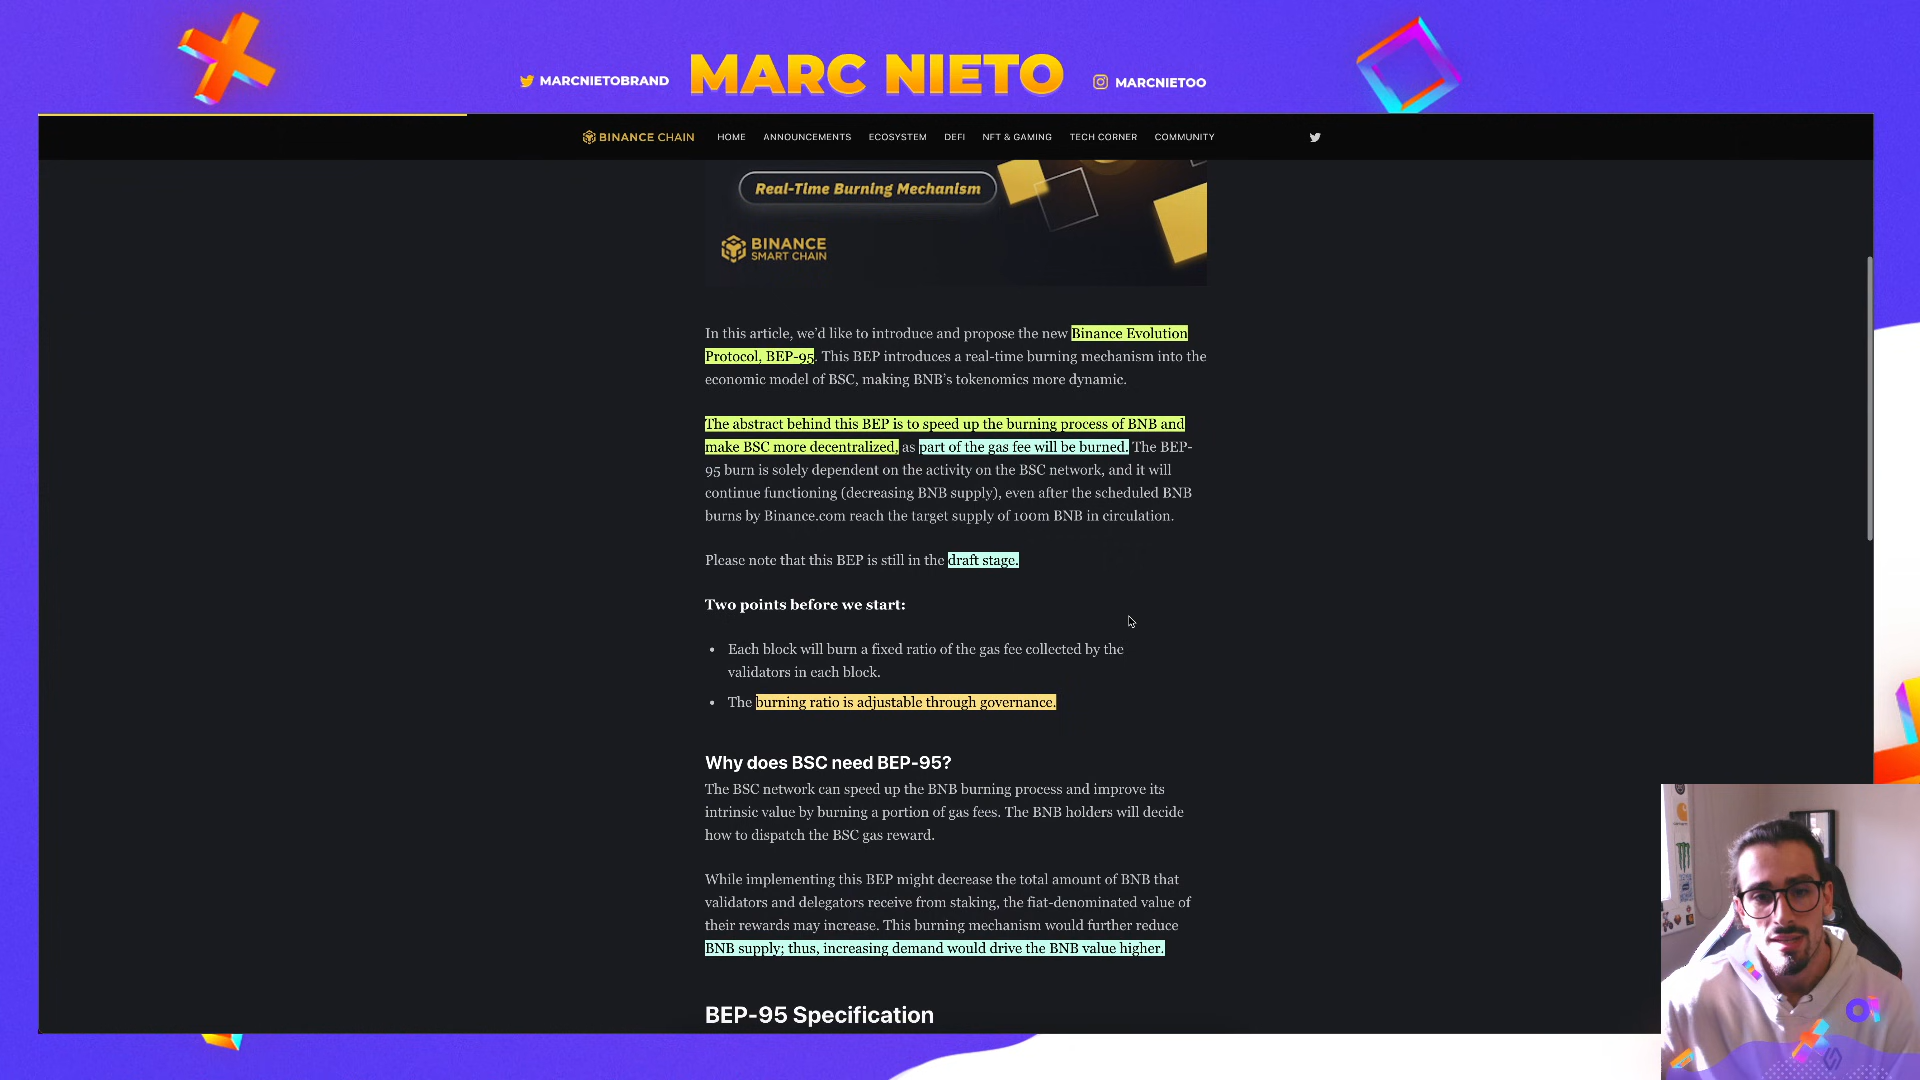 MARCNIETOBRAND
MARC NIETO
MARCNIETOO
BINANCE CHAIN
HOME
ANNOUNCEMENTS
ECOSYSTEM
DEFI
NFT & GAMING
TECH CORNER
COMMUNITY
Real-Time Burning Mechanism
BINANCE
SMART CHAIN
In this article, we’d like to introduce and propose the new Binance Evolution
Protocol, BEP-95. This BEP introduces a real-time burning mechanism into the
economic model of BSC, making BNB’s tokenomics more dynamic.
The abstract behind this BEP is to speed up the burning process of BNB and
make BSC more decentralized, as part of the gas fee will be burned. The BEP-
95 burn is solely dependent on the activity on the BSC network, and it will
continue functioning (decreasing BNB supply), even after the scheduled BNB
burns by Binance.com reach the target supply of 100m BNB in circulation.
Please note that this BEP is still in the draft stage.
Two points before we start:
• Each block will burn a fixed ratio of the gas fee collected by the
validators in each block.
• The burning ratio is adjustable through governance.
Why does BSC need BEP-95?
The BSC network can speed up the BNB burning process and improve its
intrinsic value by burning a portion of gas fees. The BNB holders will decide
how to dispatch the BSC gas reward.
While implementing this BEP might decrease the total amount of BNB that
validators and delegators receive from staking, the fiat-denominated value of
their rewards may increase. This burning mechanism would further reduce
BNB supply; thus, increasing demand would drive the BNB value higher.
BEP-95 Specification